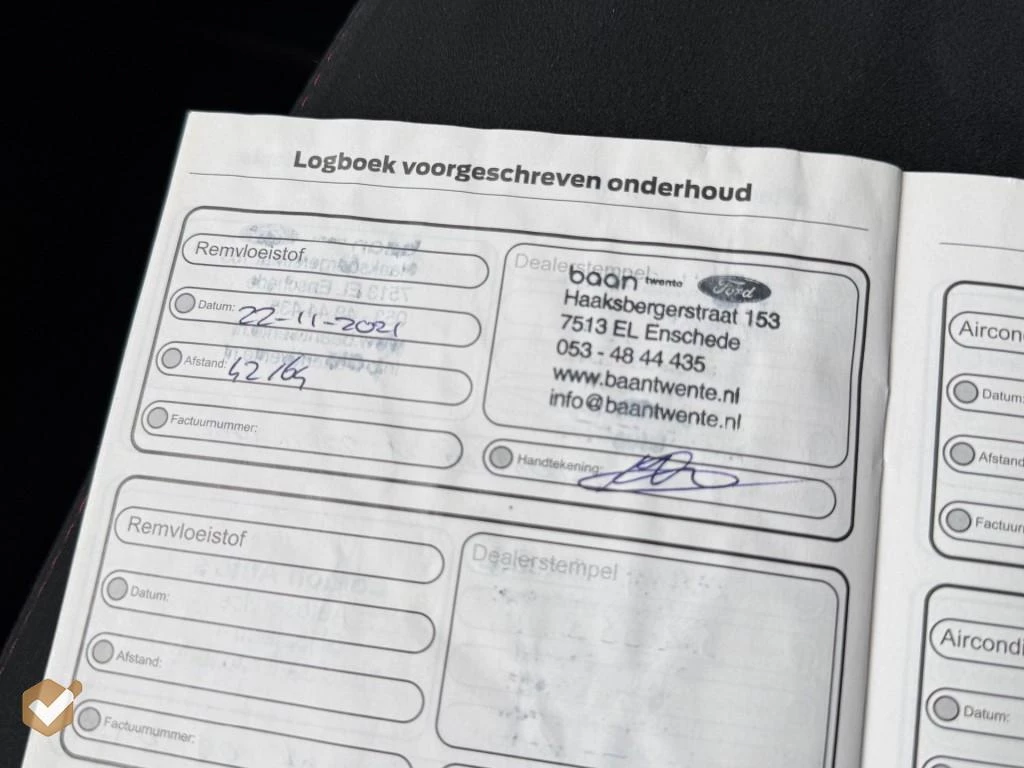 Logboek voorgeschreven onderhoud
Remvloeistof
Datum: 22-11-2021
Afstand: 42164
Factuurnummer:
Dealerstempel
baan twente Ford
Haaksbergerstraat 153
7513 EL Enschede
053 - 48 44 435
www.baantwente.nl
info@baantwente.nl
Handtekening:
Remvloeistof
Datum:
Afstand:
Factuurnummer:
Dealerstempel
Aircon
Datum:
Afstand
Factuur
Aircondi
Datum: